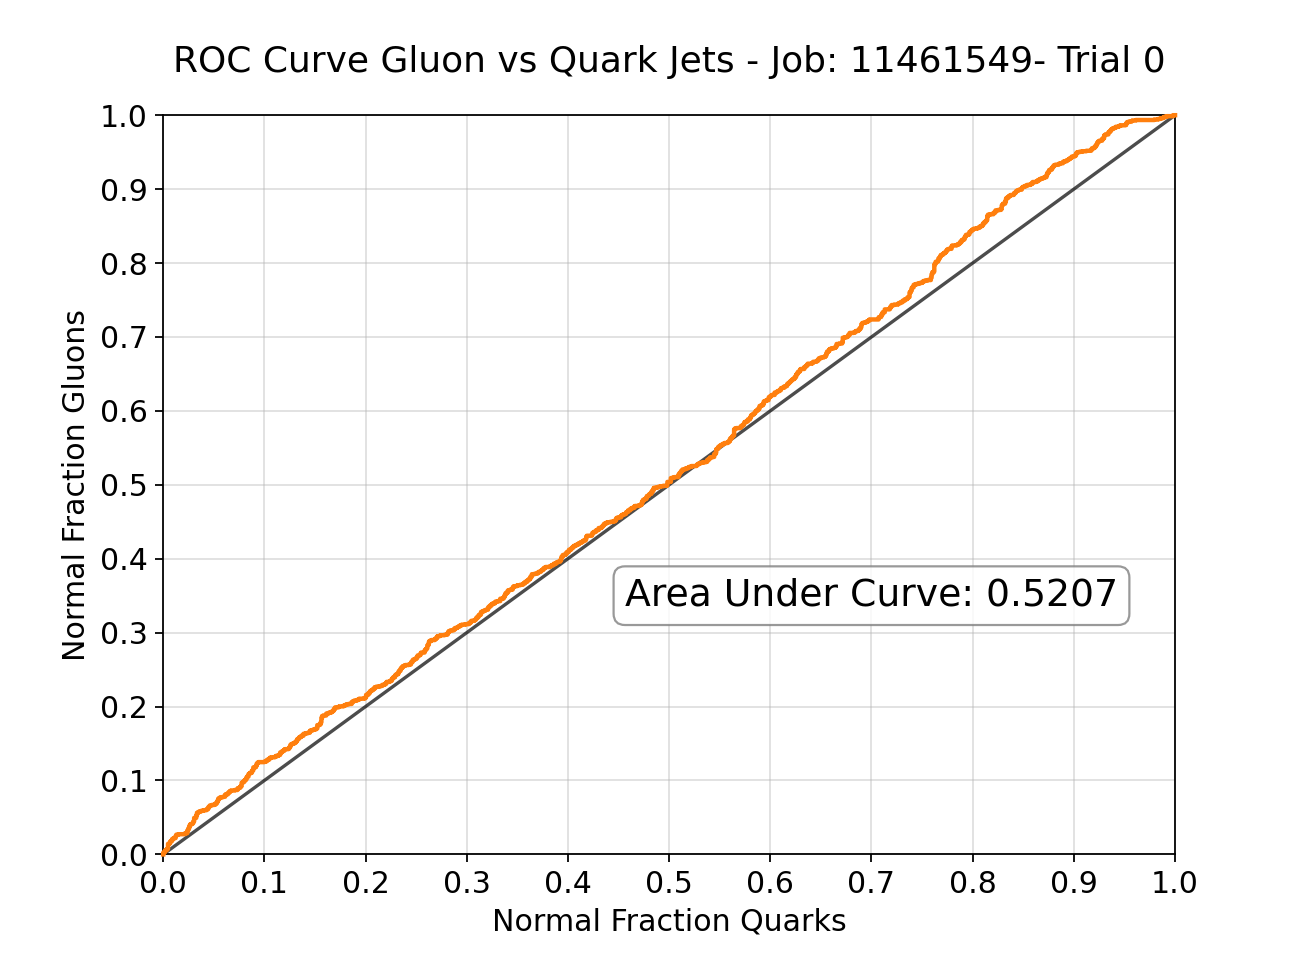 ROC Curve Gluon vs Quark Jets - Job: 11461549- Trial 0
1.0
0.9
0.8
0.7
0.6
0.5
0.4
0.3
0.2
0.1
0.0
Normal Fraction Gluons
Area Under Curve: 0.5207
0.0 0.1 0.2 0.3 0.4 0.5 0.6 0.7 0.8 0.9 1.0
Normal Fraction Quarks